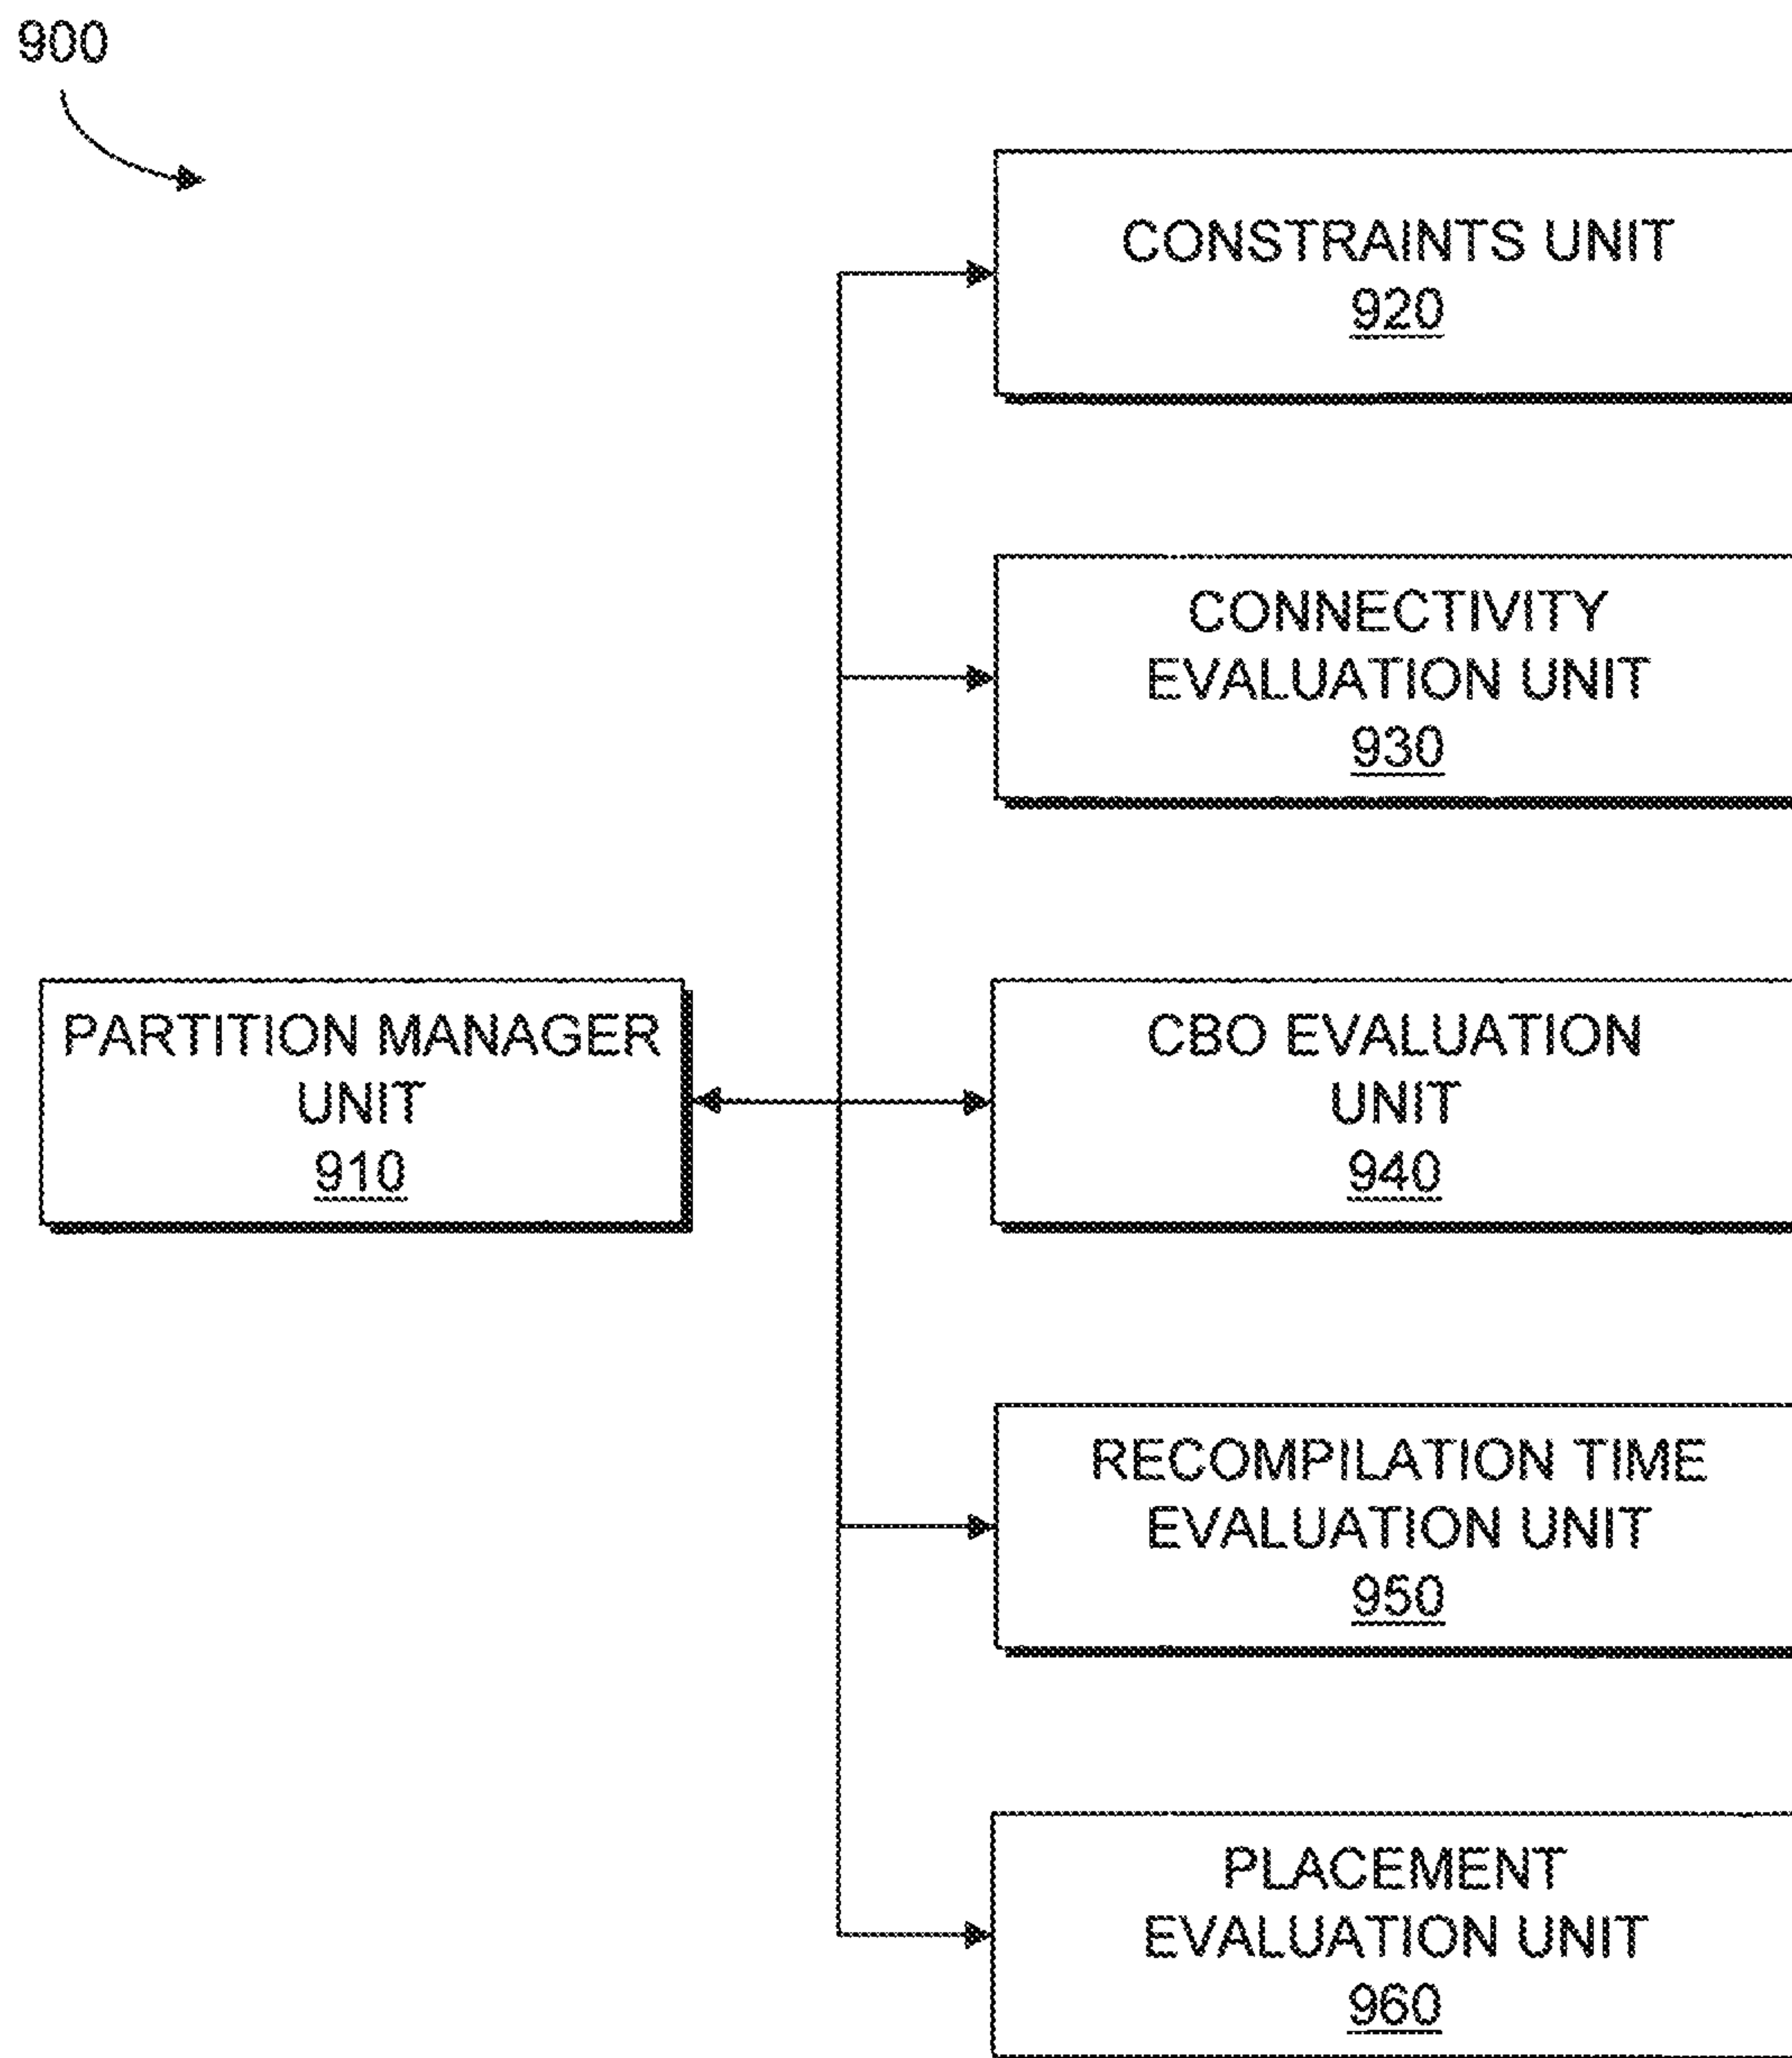 900
CONSTRAINTS UNIT
920
CONNECTIVITY
EVALUATION UNIT
930
PARTITION MANAGER
UNIT
910
CBO EVALUATION
UNIT
940
RECOMPILATION TIME
EVALUATION UNIT
950
PLACEMENT
EVALUATION UNIT
960